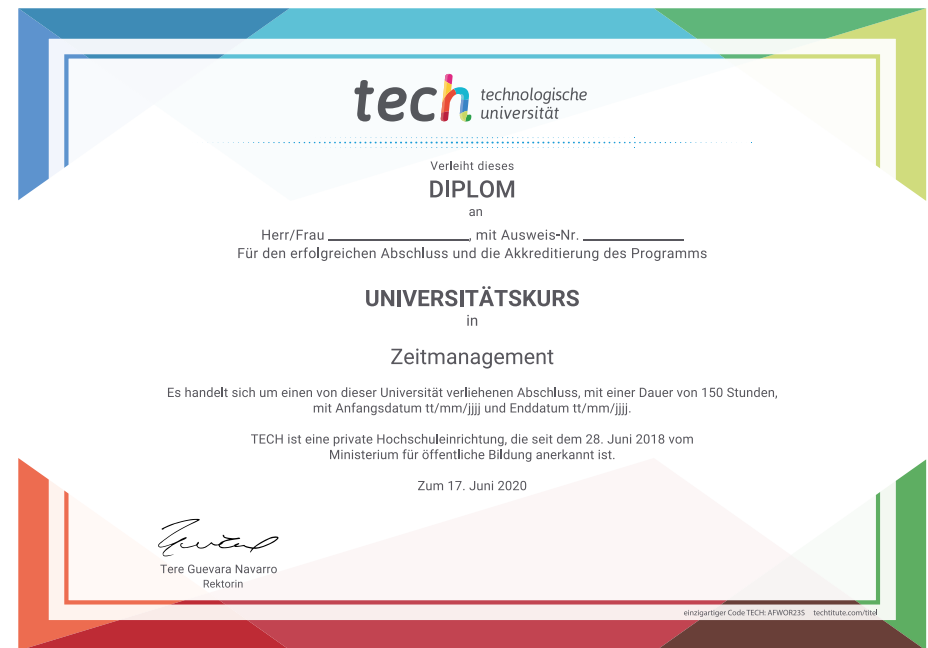 tech technologische
universität
Verleiht dieses
DIPLOM
an
Herr/Frau ____________________, mit Ausweis-Nr. ______________
Für den erfolgreichen Abschluss und die Akkreditierung des Programms
UNIVERSITÄTSKURS
in
Zeitmanagement
Es handelt sich um einen von dieser Universität verliehenen Abschluss, mit einer Dauer von 150 Stunden,
mit Anfangsdatum tt/mm/jjjj und Enddatum tt/mm/jjjj.
TECH ist eine private Hochschuleinrichtung, die seit dem 28. Juni 2018 vom
Ministerium für öffentliche Bildung anerkannt ist.
Zum 17. Juni 2020
Tere Guevara Navarro
Rektorin
einzigartiger Code TECH: AFWOR23S techtitute.com/titel